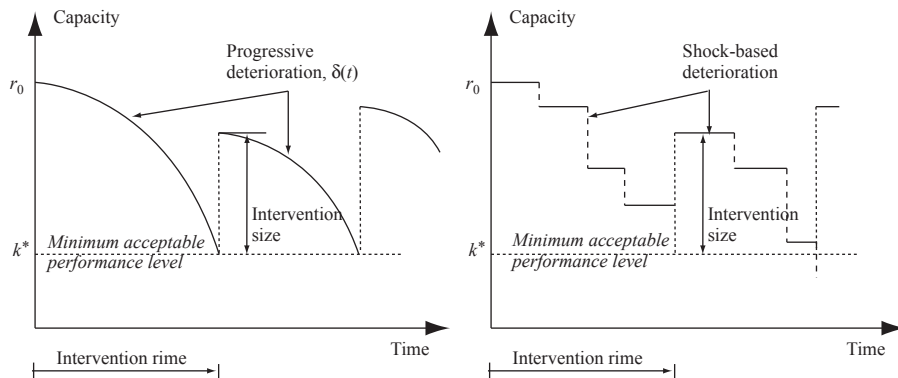 Capacity
Progressive
deterioration, δ(t)
r0
Intervention
size
k*
Minimum acceptable
performance level
Time
Intervention rime
Capacity
Shock-based
deterioration
r0
Intervention
size
k*
Minimum acceptable
performance level
Time
Intervention rime